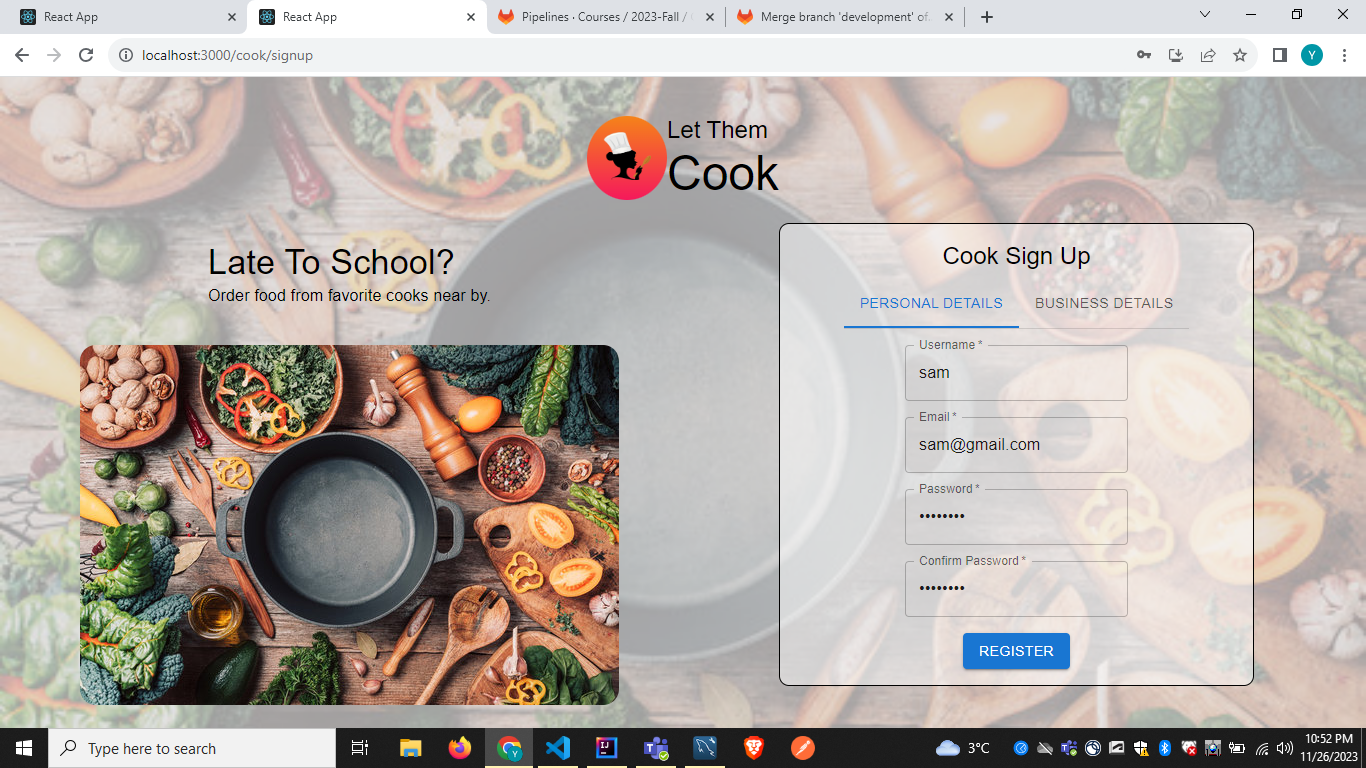 React App
React App
Pipelines · Courses / 2023-Fall /
Merge branch 'development' of
localhost:3000/cook/signup
Y
Let Them
Cook
Late To School?
Order food from favorite cooks near by.
Cook Sign Up
PERSONAL DETAILS
BUSINESS DETAILS
Username *
sam
Email *
sam@gmail.com
Password *
••••••••
Confirm Password *
••••••••
REGISTER
Type here to search
3°C
10:52 PM
11/26/2023